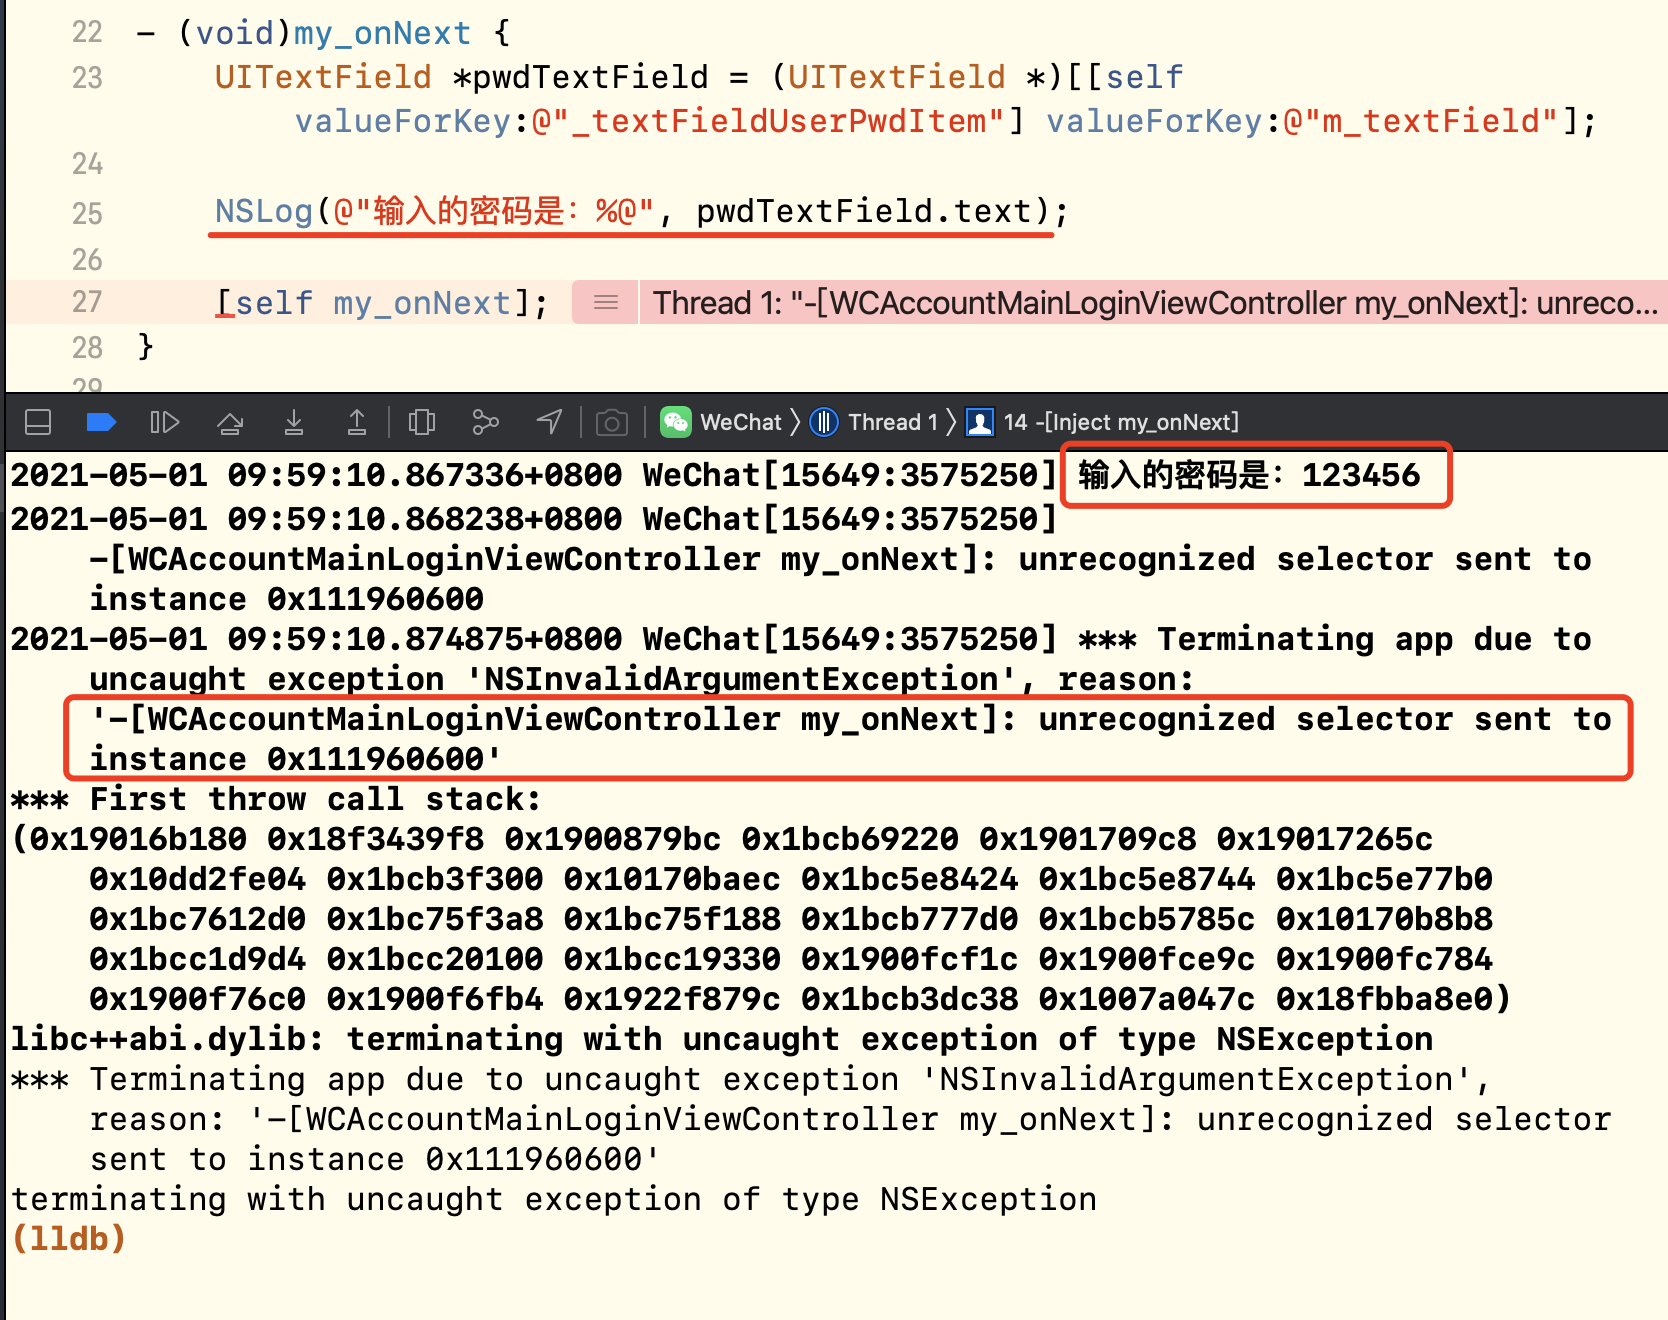 22 - (void)my_onNext {
23 UITextField *pwdTextField = (UITextField *)[[self
valueForKey:@"_textFieldUserPwdItem"] valueForKey:@"m_textField"];
24
25 NSLog(@"输入的密码是：%@", pwdTextField.text);
26
27 [self my_onNext]; Thread 1: "-[WCAccountMainLoginViewController my_onNext]: unreco...
28 }
29
WeChat Thread 1 14 -[Inject my_onNext]
2021-05-01 09:59:10.867336+0800 WeChat[15649:3575250] 输入的密码是：123456
2021-05-01 09:59:10.868238+0800 WeChat[15649:3575250]
-[WCAccountMainLoginViewController my_onNext]: unrecognized selector sent to
instance 0x111960600
2021-05-01 09:59:10.874875+0800 WeChat[15649:3575250] *** Terminating app due to
uncaught exception 'NSInvalidArgumentException', reason:
'-[WCAccountMainLoginViewController my_onNext]: unrecognized selector sent to
instance 0x111960600'
*** First throw call stack:
(0x19016b180 0x18f3439f8 0x1900879bc 0x1bcb69220 0x1901709c8 0x19017265c
0x10dd2fe04 0x1bcb3f300 0x10170baec 0x1bc5e8424 0x1bc5e8744 0x1bc5e77b0
0x1bc7612d0 0x1bc75f3a8 0x1bc75f188 0x1bcb777d0 0x1bcb5785c 0x10170b8b8
0x1bcc1d9d4 0x1bcc20100 0x1bcc19330 0x1900fcf1c 0x1900fce9c 0x1900fc784
0x1900f76c0 0x1900f6fb4 0x1922f879c 0x1bcb3dc38 0x1007a047c 0x18fbba8e0)
libc++abi.dylib: terminating with uncaught exception of type NSException
*** Terminating app due to uncaught exception 'NSInvalidArgumentException',
reason: '-[WCAccountMainLoginViewController my_onNext]: unrecognized selector
sent to instance 0x111960600'
terminating with uncaught exception of type NSException
(lldb)